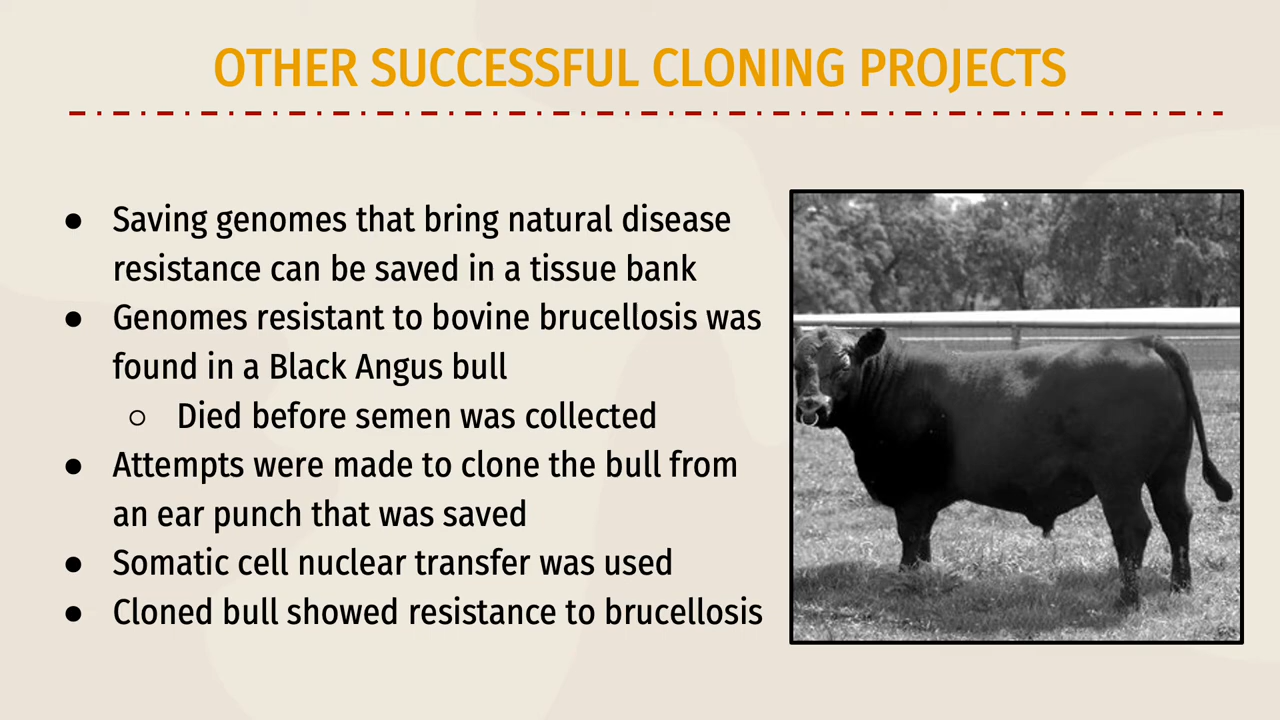 OTHER SUCCESSFUL CLONING PROJECTS
● Saving genomes that bring natural disease
resistance can be saved in a tissue bank
● Genomes resistant to bovine brucellosis was
found in a Black Angus bull
○ Died before semen was collected
● Attempts were made to clone the bull from
an ear punch that was saved
● Somatic cell nuclear transfer was used
● Cloned bull showed resistance to brucellosis